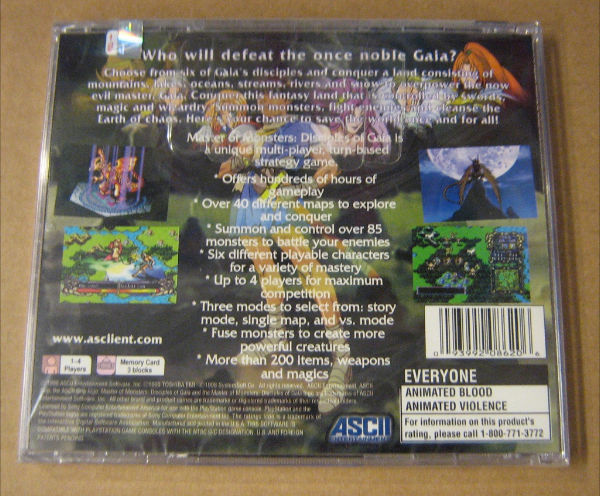 Who will defeat the once noble Gaia?
Choose from six of Gaia's disciples and conquer a land consisting of
mountains, lakes, oceans, streams, rivers and snow to overpower the now
evil master, Gaia. Conquer this fantasy land that is controlled by swords,
magic and wizardry. Summon monsters, fight enemies and cleanse the
Earth of chaos. Here is your chance to save the world once and for all!
Master of Monsters: Disciples of Gaia is
a unique multi-player, turn-based
strategy game.
Offers hundreds of hours of
gameplay
* Over 40 different maps to explore
and conquer
* Summon and control over 85
monsters to battle your enemies
* Six different playable characters
for a variety of mastery
* Up to 4 players for maximum
competition
* Three modes to select from: story
mode, single map, and vs. mode
* Fuse monsters to create more
powerful creatures
* More than 200 items, weapons
and magics
www.asciient.com
1-4
Players
Memory Card
3 blocks
0 93992 08620 6
EVERYONE
ANIMATED BLOOD
ANIMATED VIOLENCE
For information on this product's
rating, please call 1-800-771-3772
ASCII
ENTERTAINMENT